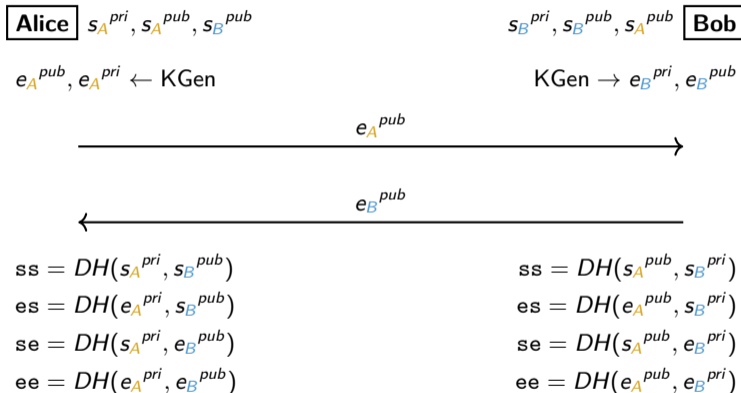 Alice s_A^pri, s_A^pub, s_B^pub s_B^pri, s_B^pub, s_A^pub Bob
e_A^pub, e_A^pri ← KGen KGen → e_B^pri, e_B^pub
e_A^pub
e_B^pub
ss = DH(s_A^pri, s_B^pub) ss = DH(s_A^pub, s_B^pri)
es = DH(e_A^pri, s_B^pub) es = DH(e_A^pub, s_B^pri)
se = DH(s_A^pri, e_B^pub) se = DH(s_A^pub, e_B^pri)
ee = DH(e_A^pri, e_B^pub) ee = DH(e_A^pub, e_B^pri)